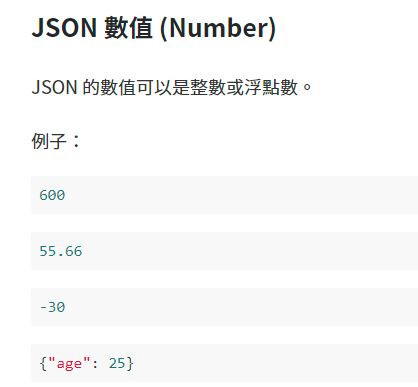 JSON 數值 (Number)
JSON 的數值可以是整數或浮點數。
例子：
600
55.66
-30
{"age": 25}